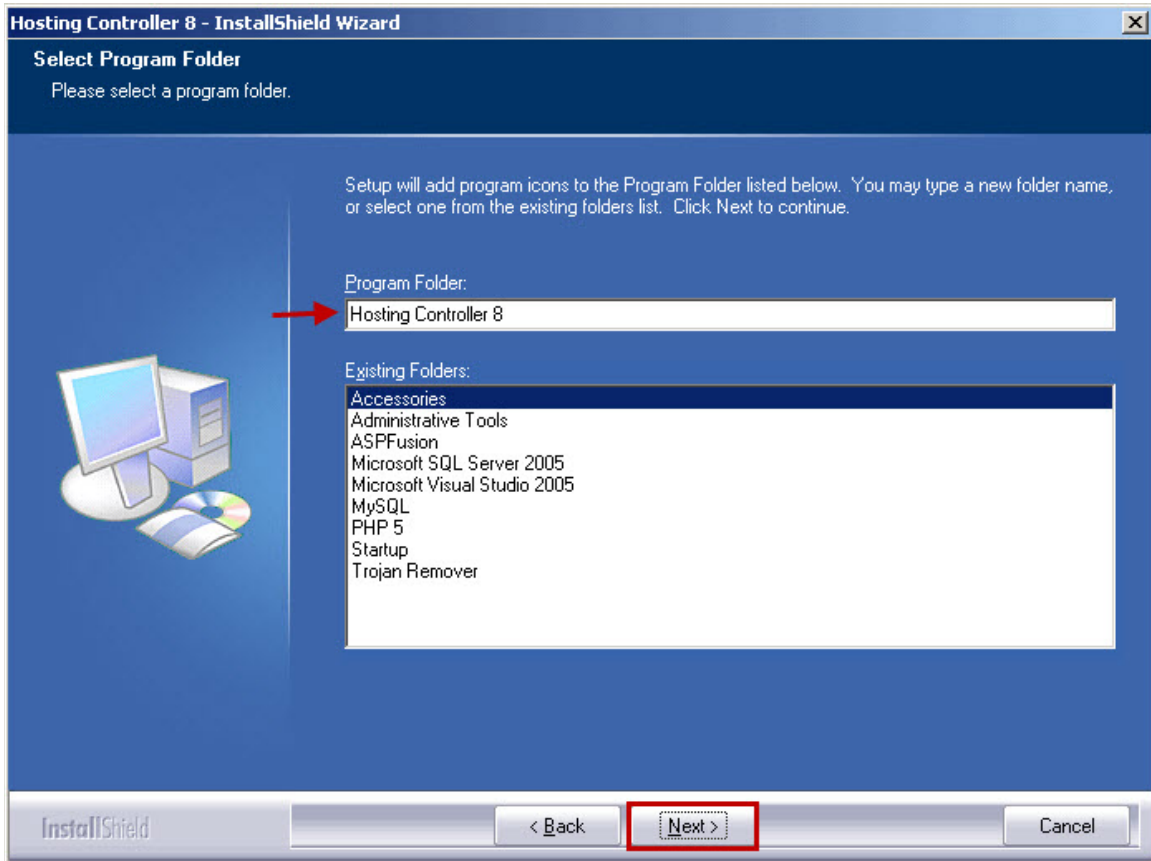 Hosting Controller 8 - InstallShield Wizard
Select Program Folder
Please select a program folder.
Setup will add program icons to the Program Folder listed below. You may type a new folder name,
or select one from the existing folders list. Click Next to continue.
Program Folder:
Hosting Controller 8
Existing Folders:
Accessories
Administrative Tools
ASPFusion
Microsoft SQL Server 2005
Microsoft Visual Studio 2005
MySQL
PHP 5
Startup
Trojan Remover
InstallShield
< Back
Next >
Cancel